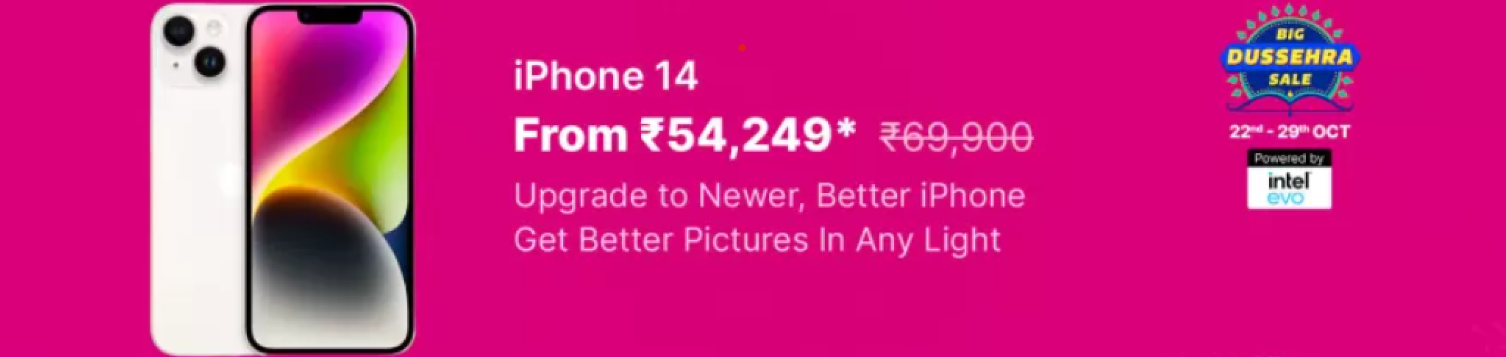 iPhone 14
From ₹54,249* ₹69,900
Upgrade to Newer, Better iPhone
Get Better Pictures In Any Light
BIG
DUSSEHRA
SALE
22nd - 29th OCT
Powered by
intel
evo